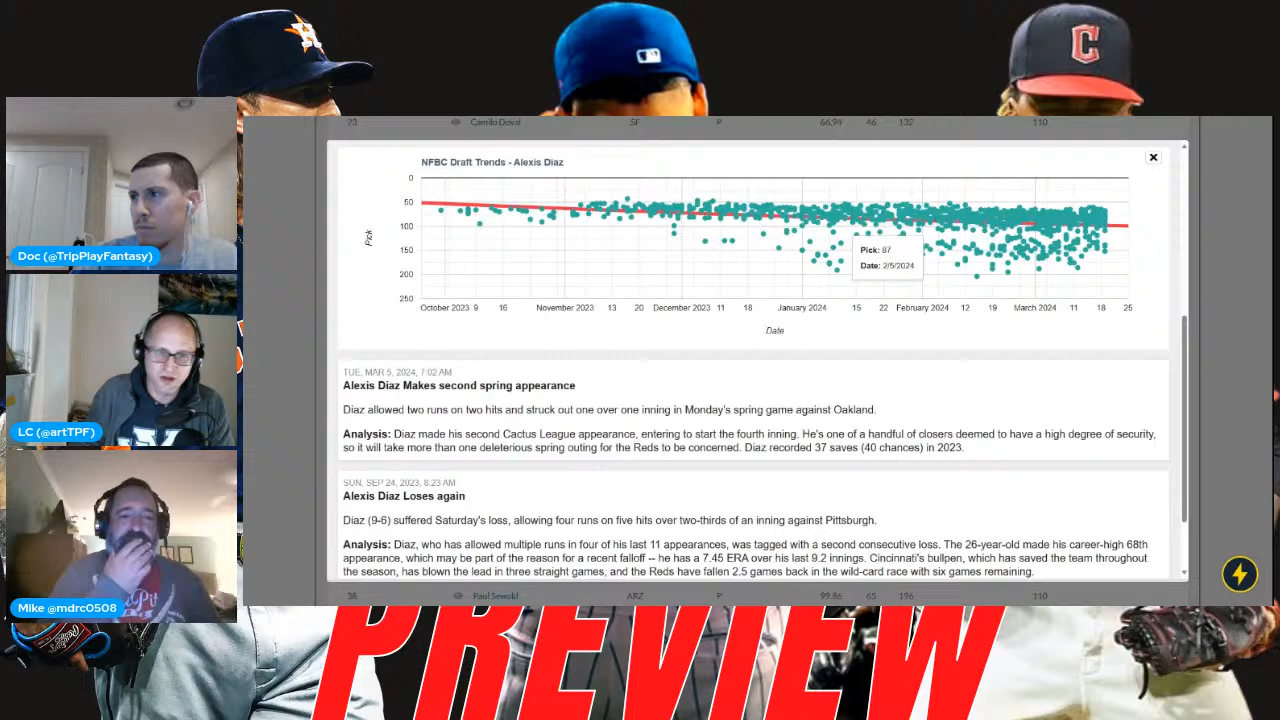 H
C
23 Camilo Doval SF P 66.94 46 132 110
NFBC Draft Trends - Alexis Diaz
0
50
100
150
200
250
Pick
Pick: 87
Date: 2/5/2024
October 2023 9 16 November 2023 13 20 December 2023 11 18 January 2024 15 22 February 2024 12 19 March 2024 11 18 25
Date
TUE, MAR 5, 2024, 7:02 AM
Alexis Diaz Makes second spring appearance
Diaz allowed two runs on two hits and struck out one over one inning in Monday's spring game against Oakland.
Analysis: Diaz made his second Cactus League appearance, entering to start the fourth inning. He's one of a handful of closers deemed to have a high degree of security,
so it will take more than one deleterious spring outing for the Reds to be concerned. Diaz recorded 37 saves (40 chances) in 2023.
SUN, SEP 24, 2023, 8:23 AM
Alexis Diaz Loses again
Diaz (9-6) suffered Saturday's loss, allowing four runs on five hits over two-thirds of an inning against Pittsburgh.
Analysis: Diaz, who has allowed multiple runs in four of his last 11 appearances, was tagged with a second consecutive loss. The 26-year-old made his career-high 68th
appearance, which may be part of the reason for a recent falloff -- he has a 7.45 ERA over his last 9.2 innings. Cincinnati's bullpen, which has saved the team throughout
the season, has blown the lead in three straight games, and the Reds have fallen 2.5 games back in the wild-card race with six games remaining.
38 Paul Sewald ARZ P 99.86 65 196 110
Doc (@TripPlayFantasy)
LC (@artTPF)
Mike @mdrc0508
PREVIEW